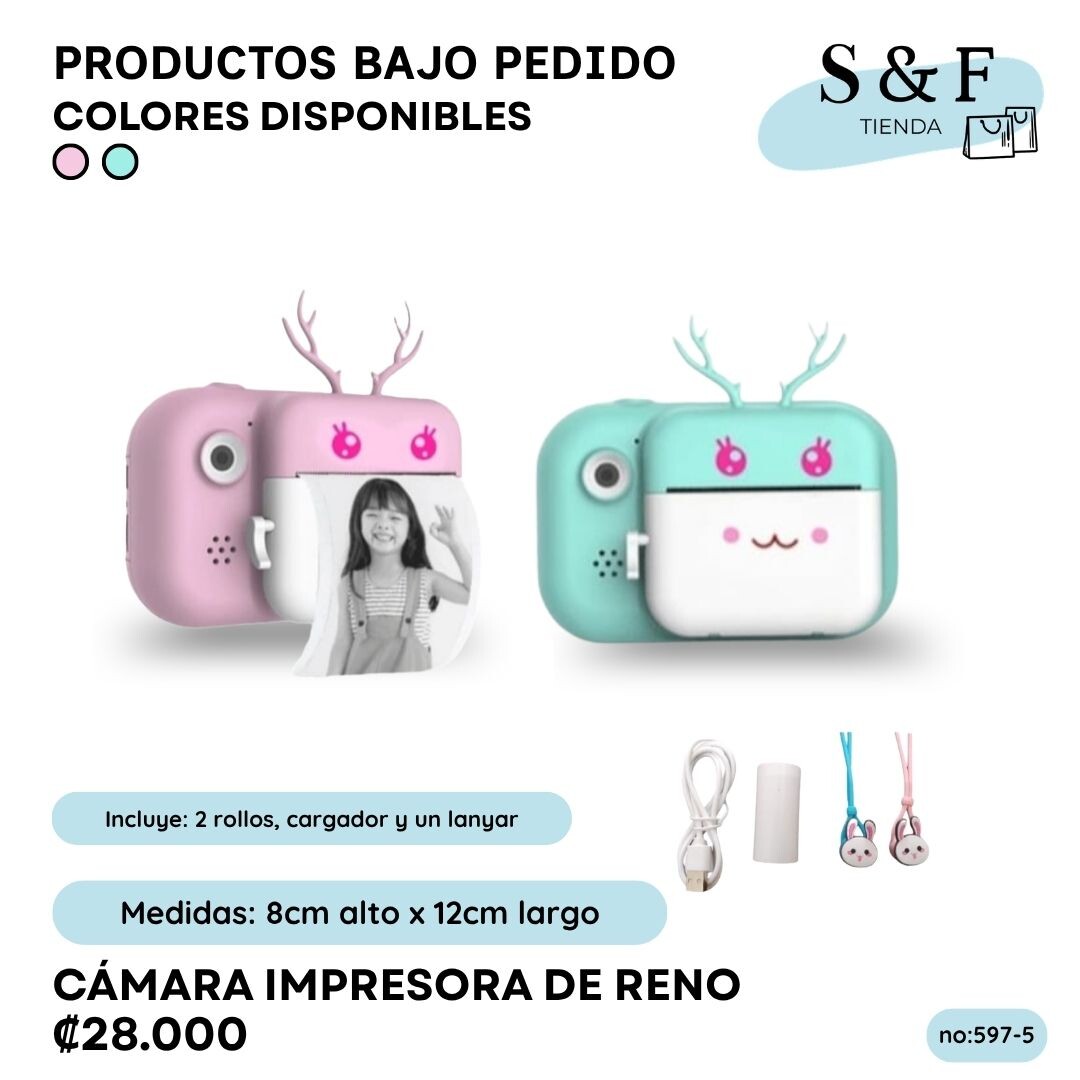 PRODUCTOS BAJO PEDIDO
COLORES DISPONIBLES
S & F
TIENDA
Incluye: 2 rollos, cargador y un lanyar
Medidas: 8cm alto x 12cm largo
CÁMARA IMPRESORA DE RENO
₡28.000
no:597-5